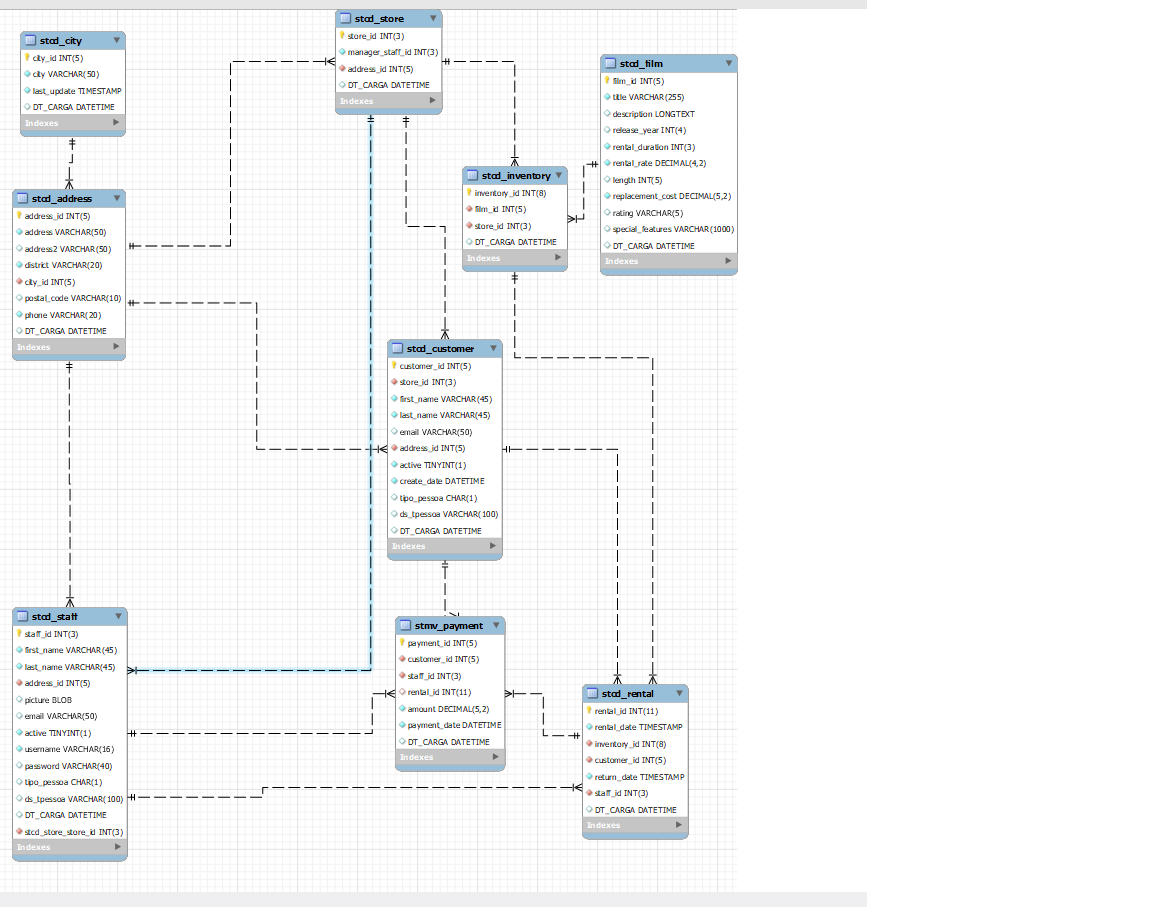 stcd_city
city_id INT(5)
city VARCHAR(50)
last_update TIMESTAMP
DT_CARGA DATETIME
Indexes
stcd_store
store_id INT(3)
manager_staff_id INT(3)
address_id INT(5)
DT_CARGA DATETIME
Indexes
stcd_film
film_id INT(5)
title VARCHAR(255)
description LONGTEXT
release_year INT(4)
rental_duration INT(3)
rental_rate DECIMAL(4,2)
length INT(5)
replacement_cost DECIMAL(5,2)
rating VARCHAR(5)
special_features VARCHAR(1000)
DT_CARGA DATETIME
Indexes
stcd_address
address_id INT(5)
address VARCHAR(50)
address2 VARCHAR(50)
district VARCHAR(20)
city_id INT(5)
postal_code VARCHAR(10)
phone VARCHAR(20)
DT_CARGA DATETIME
Indexes
stcd_inventory
inventory_id INT(8)
film_id INT(5)
store_id INT(3)
DT_CARGA DATETIME
Indexes
stcd_customer
customer_id INT(5)
store_id INT(3)
first_name VARCHAR(45)
last_name VARCHAR(45)
email VARCHAR(50)
address_id INT(5)
active TINYINT(1)
create_date DATETIME
tipo_pessoa CHAR(1)
ds_tpessoa VARCHAR(100)
DT_CARGA DATETIME
Indexes
stcd_staff
staff_id INT(3)
first_name VARCHAR(45)
last_name VARCHAR(45)
address_id INT(5)
picture BLOB
email VARCHAR(50)
active TINYINT(1)
username VARCHAR(16)
password VARCHAR(40)
tipo_pessoa CHAR(1)
ds_tpessoa VARCHAR(100)
DT_CARGA DATETIME
stcd_store_store_id INT(3)
Indexes
stmv_payment
payment_id INT(5)
customer_id INT(5)
staff_id INT(3)
rental_id INT(11)
amount DECIMAL(5,2)
payment_date DATETIME
DT_CARGA DATETIME
Indexes
stcd_rental
rental_id INT(11)
rental_date TIMESTAMP
inventory_id INT(8)
customer_id INT(5)
return_date TIMESTAMP
staff_id INT(3)
DT_CARGA DATETIME
Indexes